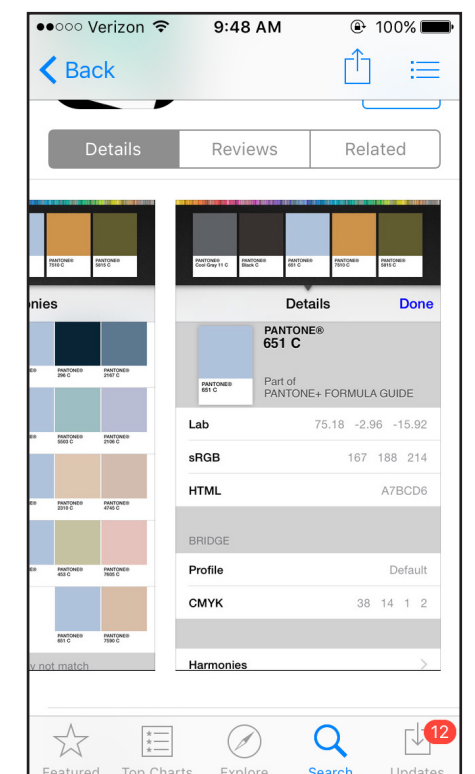 Verizon 9:48 AM 100%
Back
Details Reviews Related
PANTONE® PANTONE®
7510 C 5815 C
nies
PANTONE® PANTONE®
296 C 2167 C
PANTONE® PANTONE®
5503 C 2106 C
PANTONE® PANTONE®
2310 C 4745 C
PANTONE® PANTONE®
453 C 7605 C
PANTONE® PANTONE®
651 C 7590 C
y not match
PANTONE® PANTONE® PANTONE® PANTONE® PANTONE®
Cool Gray 11 C Black C 651 C 7510 C 5815 C
Details Done
PANTONE®
651 C
PANTONE®
651 C
Part of
PANTONE+ FORMULA GUIDE
Lab 75.18 -2.96 -15.92
sRGB 167 188 214
HTML A7BCD6
BRIDGE
Profile Default
CMYK 38 14 1 2
Harmonies
12
Featured Top Charts Explore Search Updates